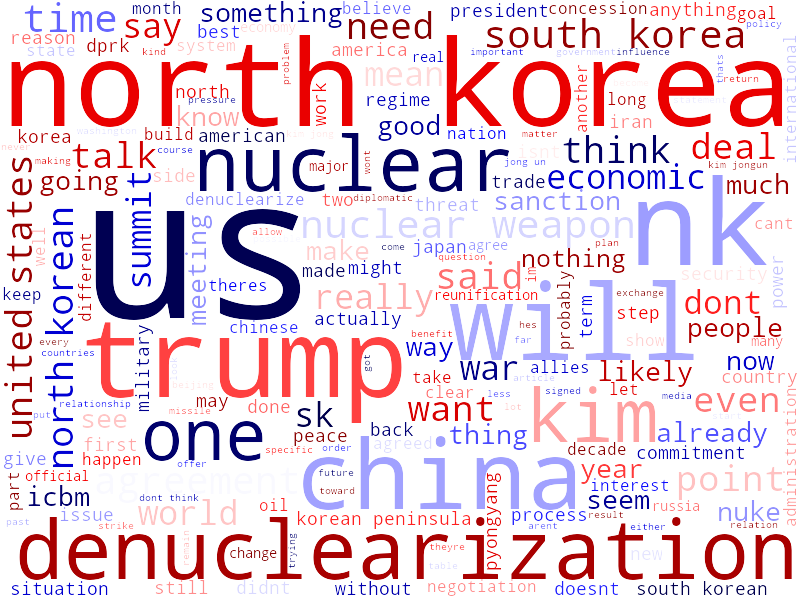 month
believe
president
concession
anything
goal
policy
time
say
something
best
need
south korea
reason
dprk
state
system
economy
america
real
important
government
influence
thats
return
international
kind
problem
north korea
north
work
mean
know
regime
another
long
iran
pressure
washington
kim jong
never
korea
build
american
good
nation
matter
isnt
making
course
talk
side
nuclear
major
wont
jong un
trade
think
economic
deal
kim jongun
much
going
denuclearize
two
diplomatic
threat
sanction
united states
north korean
well
different
summit
us
meeting
allow
nuclear weapon
make
come
japan
agree
question
plan
nk
cant
security
power
made
might
nothing
said
im
keep
theres
really
reunification
exchange
dont
chinese
actually
will
hes
probably
term
step
people
trump
military
benefit
far
way
war
allies
show
many
every
countries
got
take
clear
article
likely
now
country
administration
put
relationship
may
done
want
less
signed
let
media
even
see
one
sk
peace
back
lot
kim
already
first
agreed
thing
decade
commitment
give
happen
offer
specific
order
china
year
interest
point
official
agreement
future
toward
seem
part
icbm
missile
dont think
oil
pyongyang
russia
issue
world
korean peninsula
process
result
nuke
past
strike
remain
trying
arent
either
relation
denuclearization
change
theyre
table
new
situation
still
didnt
without
negotiation
doesnt
south korean